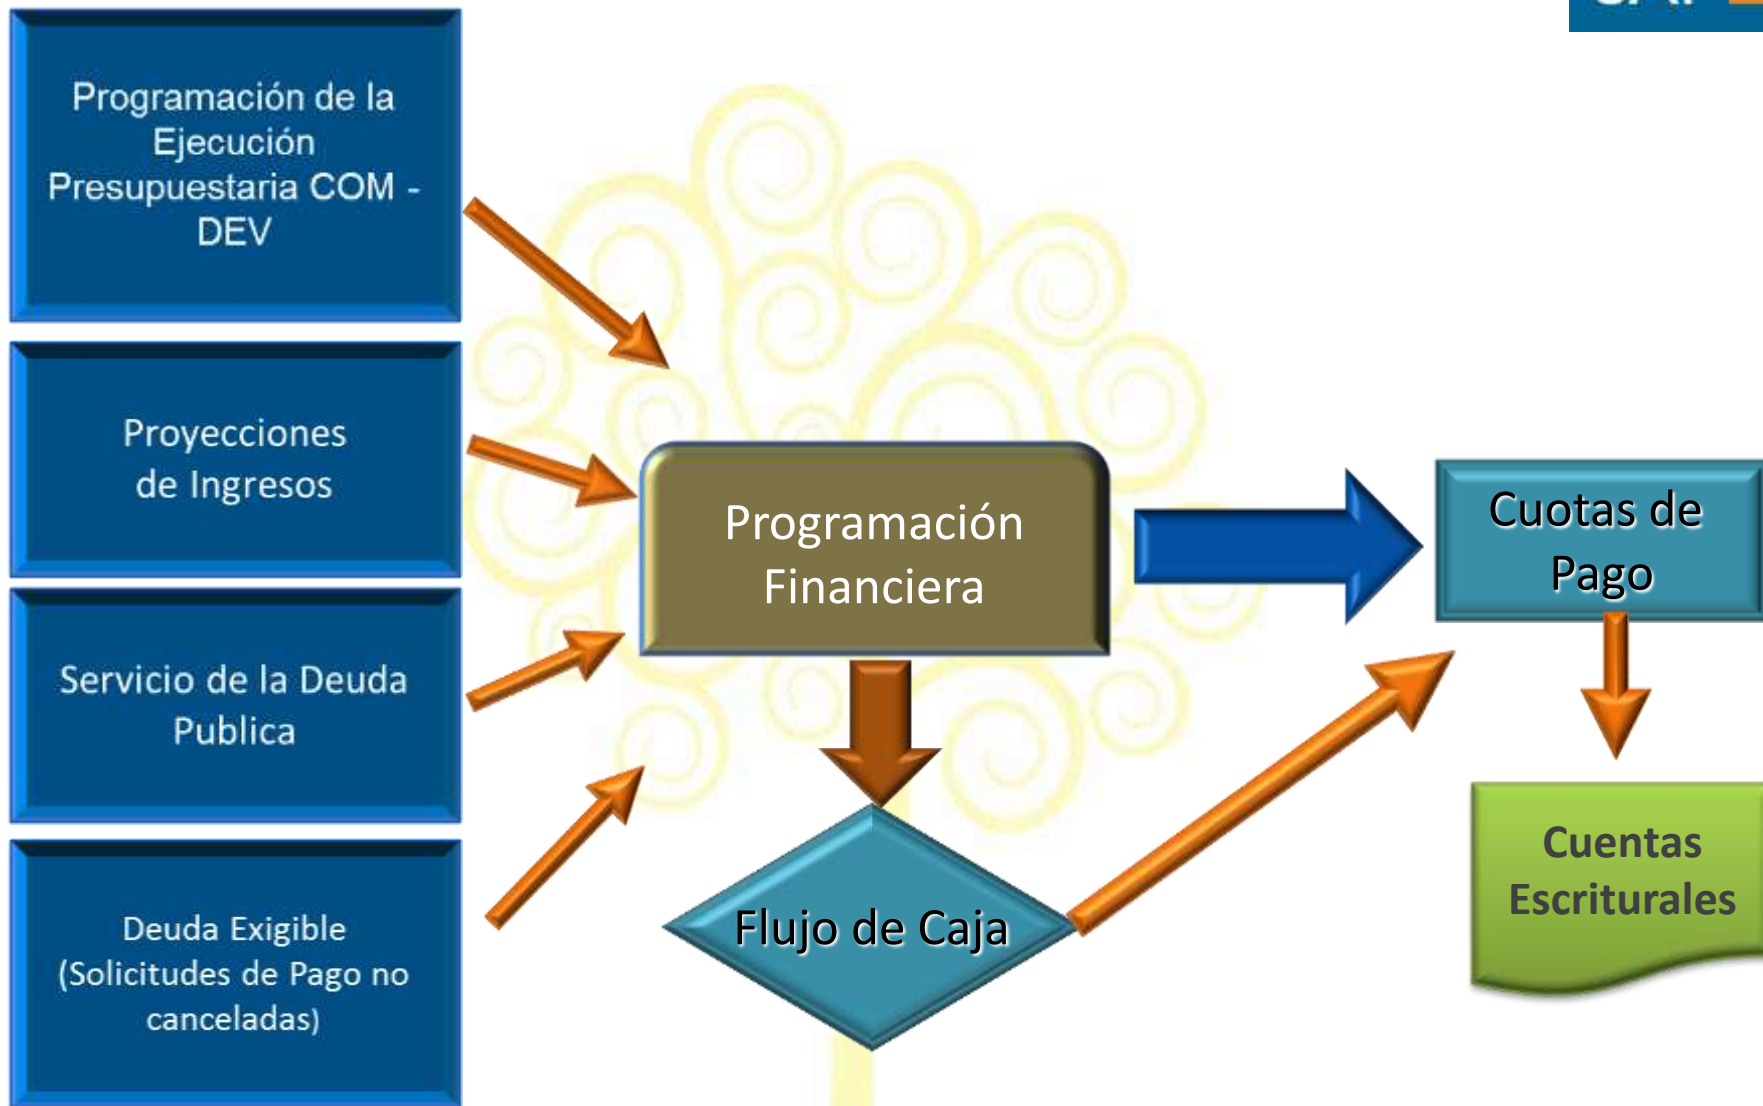 Programación de la
Ejecución
Presupuestaria COM -
DEV
Proyecciones
de Ingresos
Servicio de la Deuda
Publica
Deuda Exigible
(Solicitudes de Pago no
canceladas)
Programación
Financiera
Flujo de Caja
Cuotas de
Pago
Cuentas
Escriturales